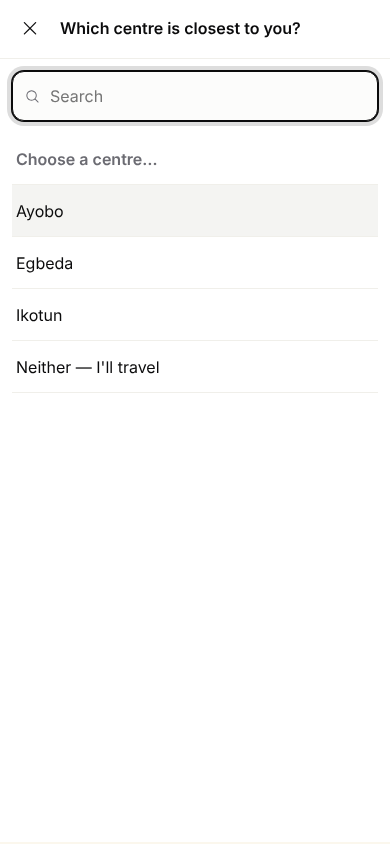 Which centre is closest to you?
Search
Choose a centre...
Ayobo
Egbeda
Ikotun
Neither — I'll travel